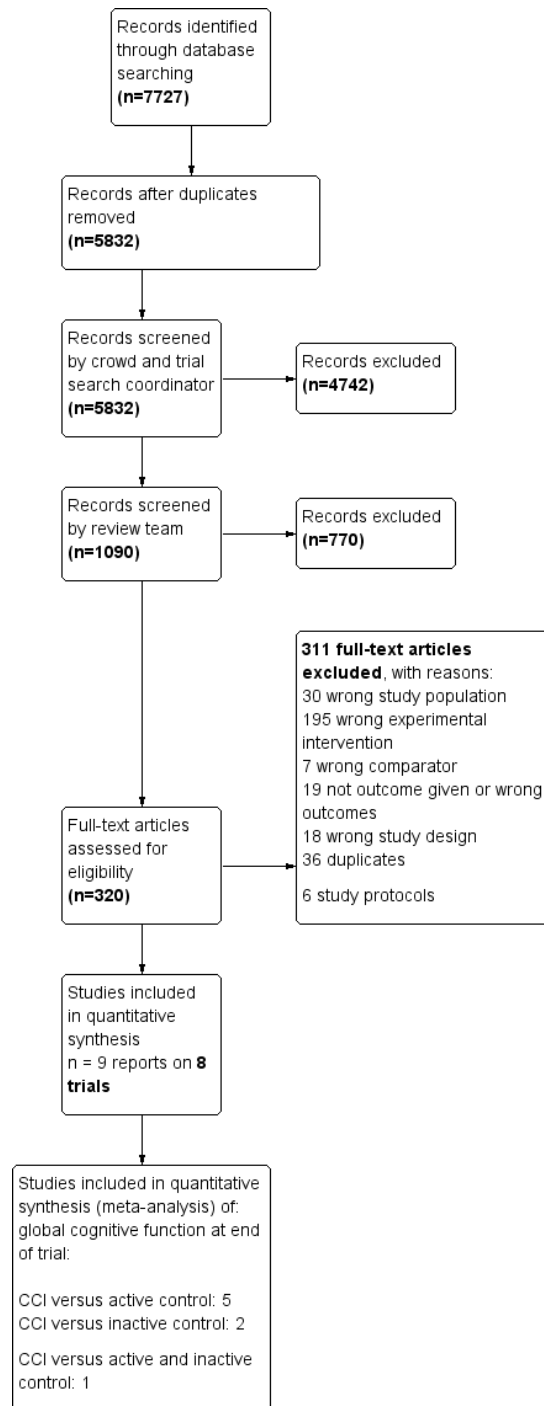 Records identified
through database
searching
(n=7727)
Records after duplicates
removed
(n=5832)
Records screened
by crowd and trial
search coordinator
(n=5832)
Records excluded
(n=4742)
Records screened
by review team
(n=1090)
Records excluded
(n=770)
311 full-text articles
excluded, with reasons:
30 wrong study population
195 wrong experimental
intervention
7 wrong comparator
19 not outcome given or wrong
outcomes
18 wrong study design
36 duplicates
6 study protocols
Full-text articles
assessed for
eligibility
(n=320)
Studies included
in quantitative
synthesis
n = 9 reports on 8
trials
Studies included in quantitative
synthesis (meta-analysis) of:
global cognitive function at end
of trial:
CCI versus active control: 5
CCI versus inactive control: 2
CCI versus active and inactive
control: 1